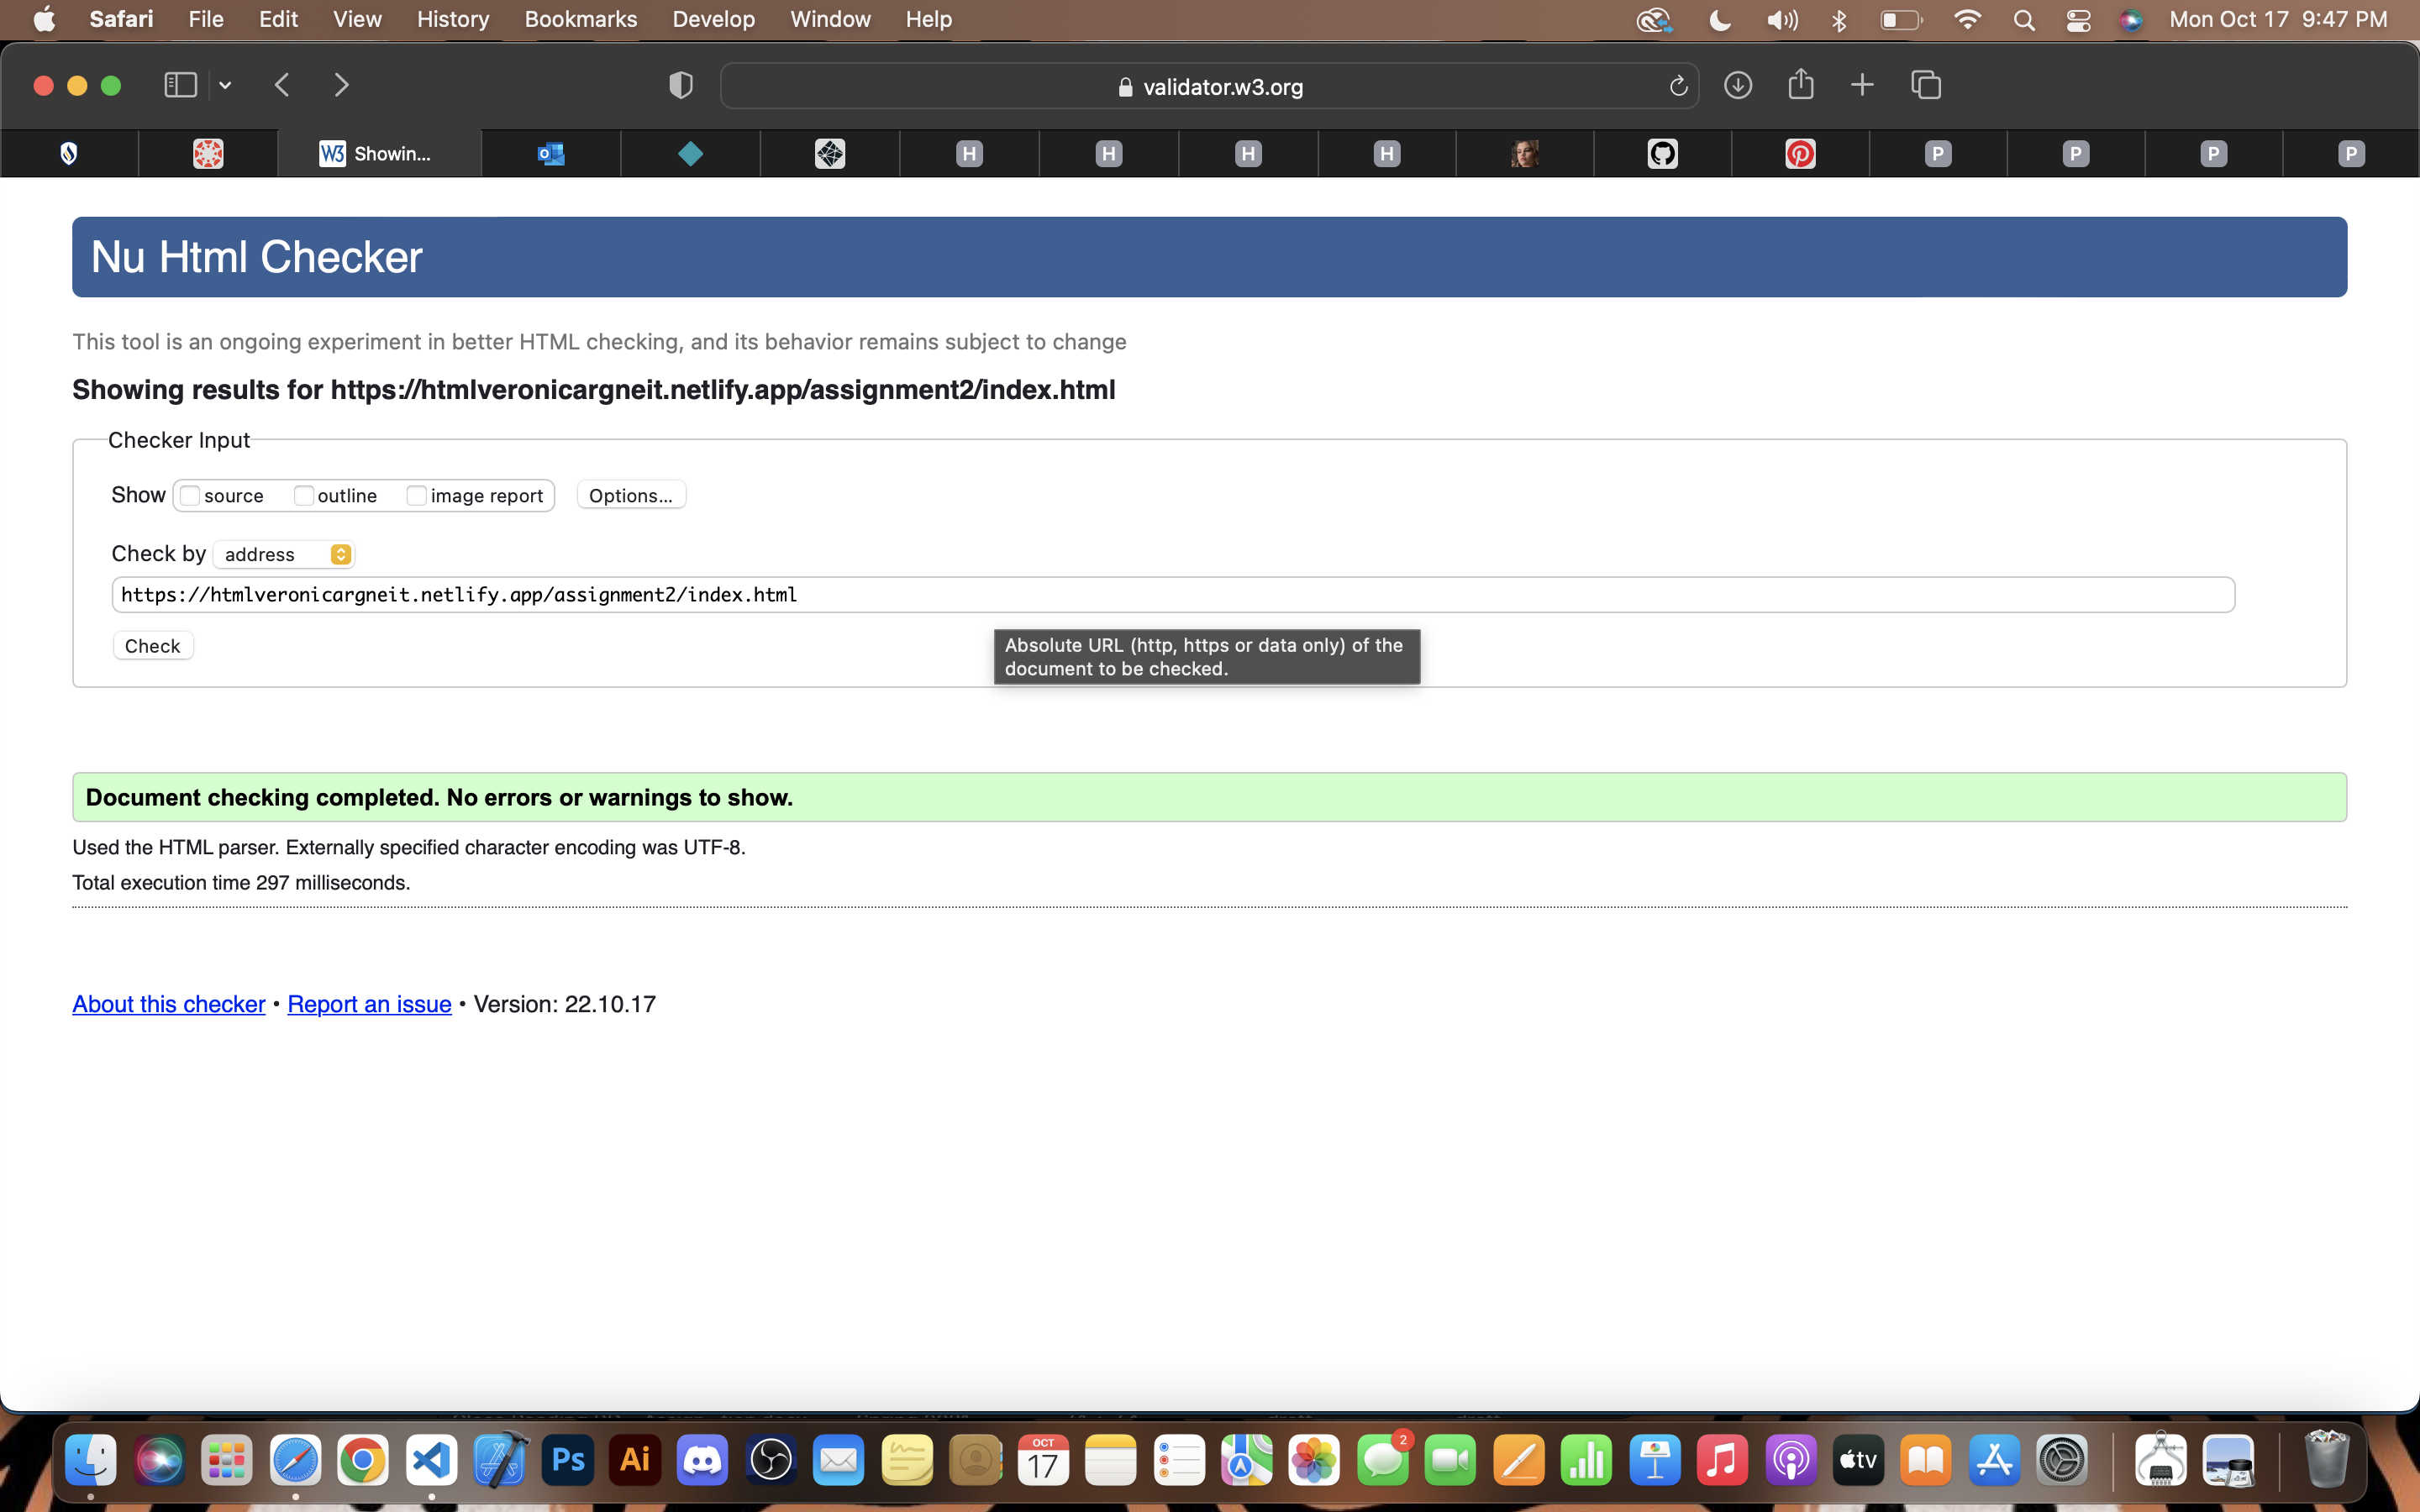 Safari File Edit View History Bookmarks Develop Window Help Mon Oct 17 9:47 PM
validator.w3.org
W3 Showin... H H H H P P P P
Nu Html Checker
This tool is an ongoing experiment in better HTML checking, and its behavior remains subject to change
Showing results for https://htmlveronicargneit.netlify.app/assignment2/index.html
Checker Input
Show source outline image report Options...
Check by address
https://htmlveronicargneit.netlify.app/assignment2/index.html
Check
Absolute URL (http, https or data only) of the
document to be checked.
Document checking completed. No errors or warnings to show.
Used the HTML parser. Externally specified character encoding was UTF-8.
Total execution time 297 milliseconds.
About this checker • Report an issue • Version: 22.10.17
Ps Ai OCT 17 2 tv